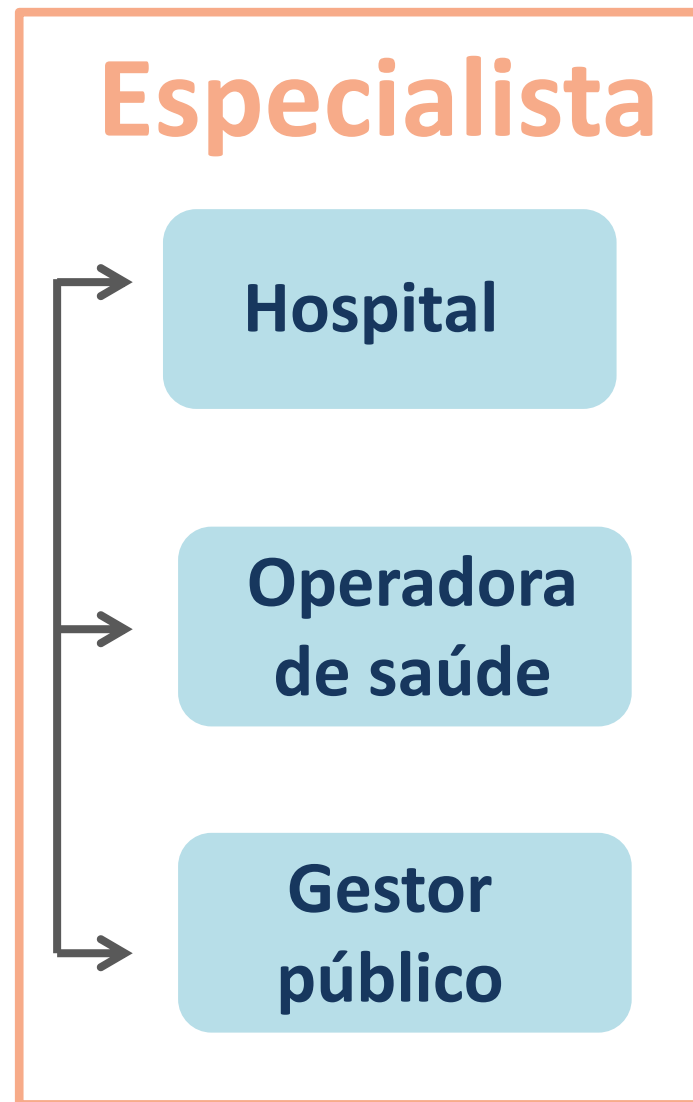 Especialista
Hospital
Operadora
de saúde
Gestor
público